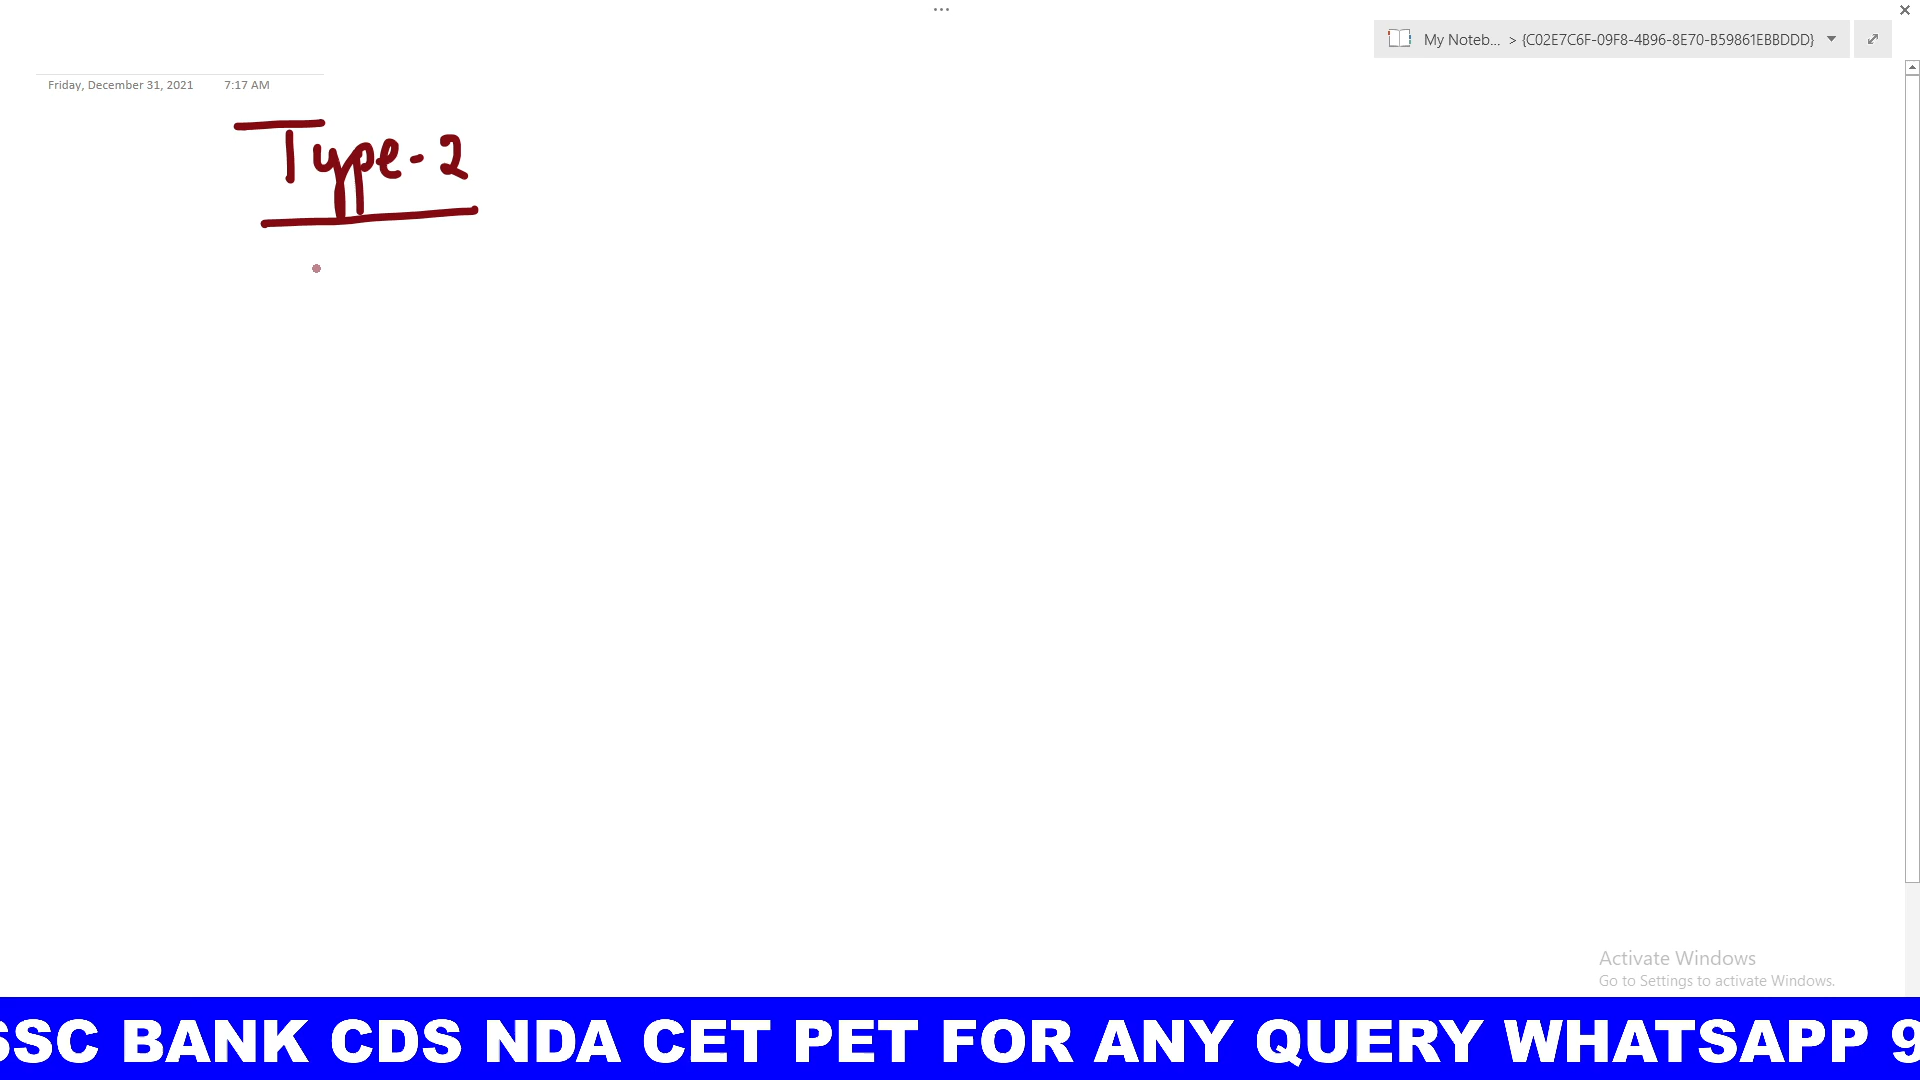 My Noteb... > {C02E7C6F-09F8-4B96-8E70-B59861EBBDDD}
Friday, December 31, 2021 7:17 AM
Type-2
Activate Windows
Go to Settings to activate Windows.
SSC BANK CDS NDA CET PET FOR ANY QUERY WHATSAPP 9